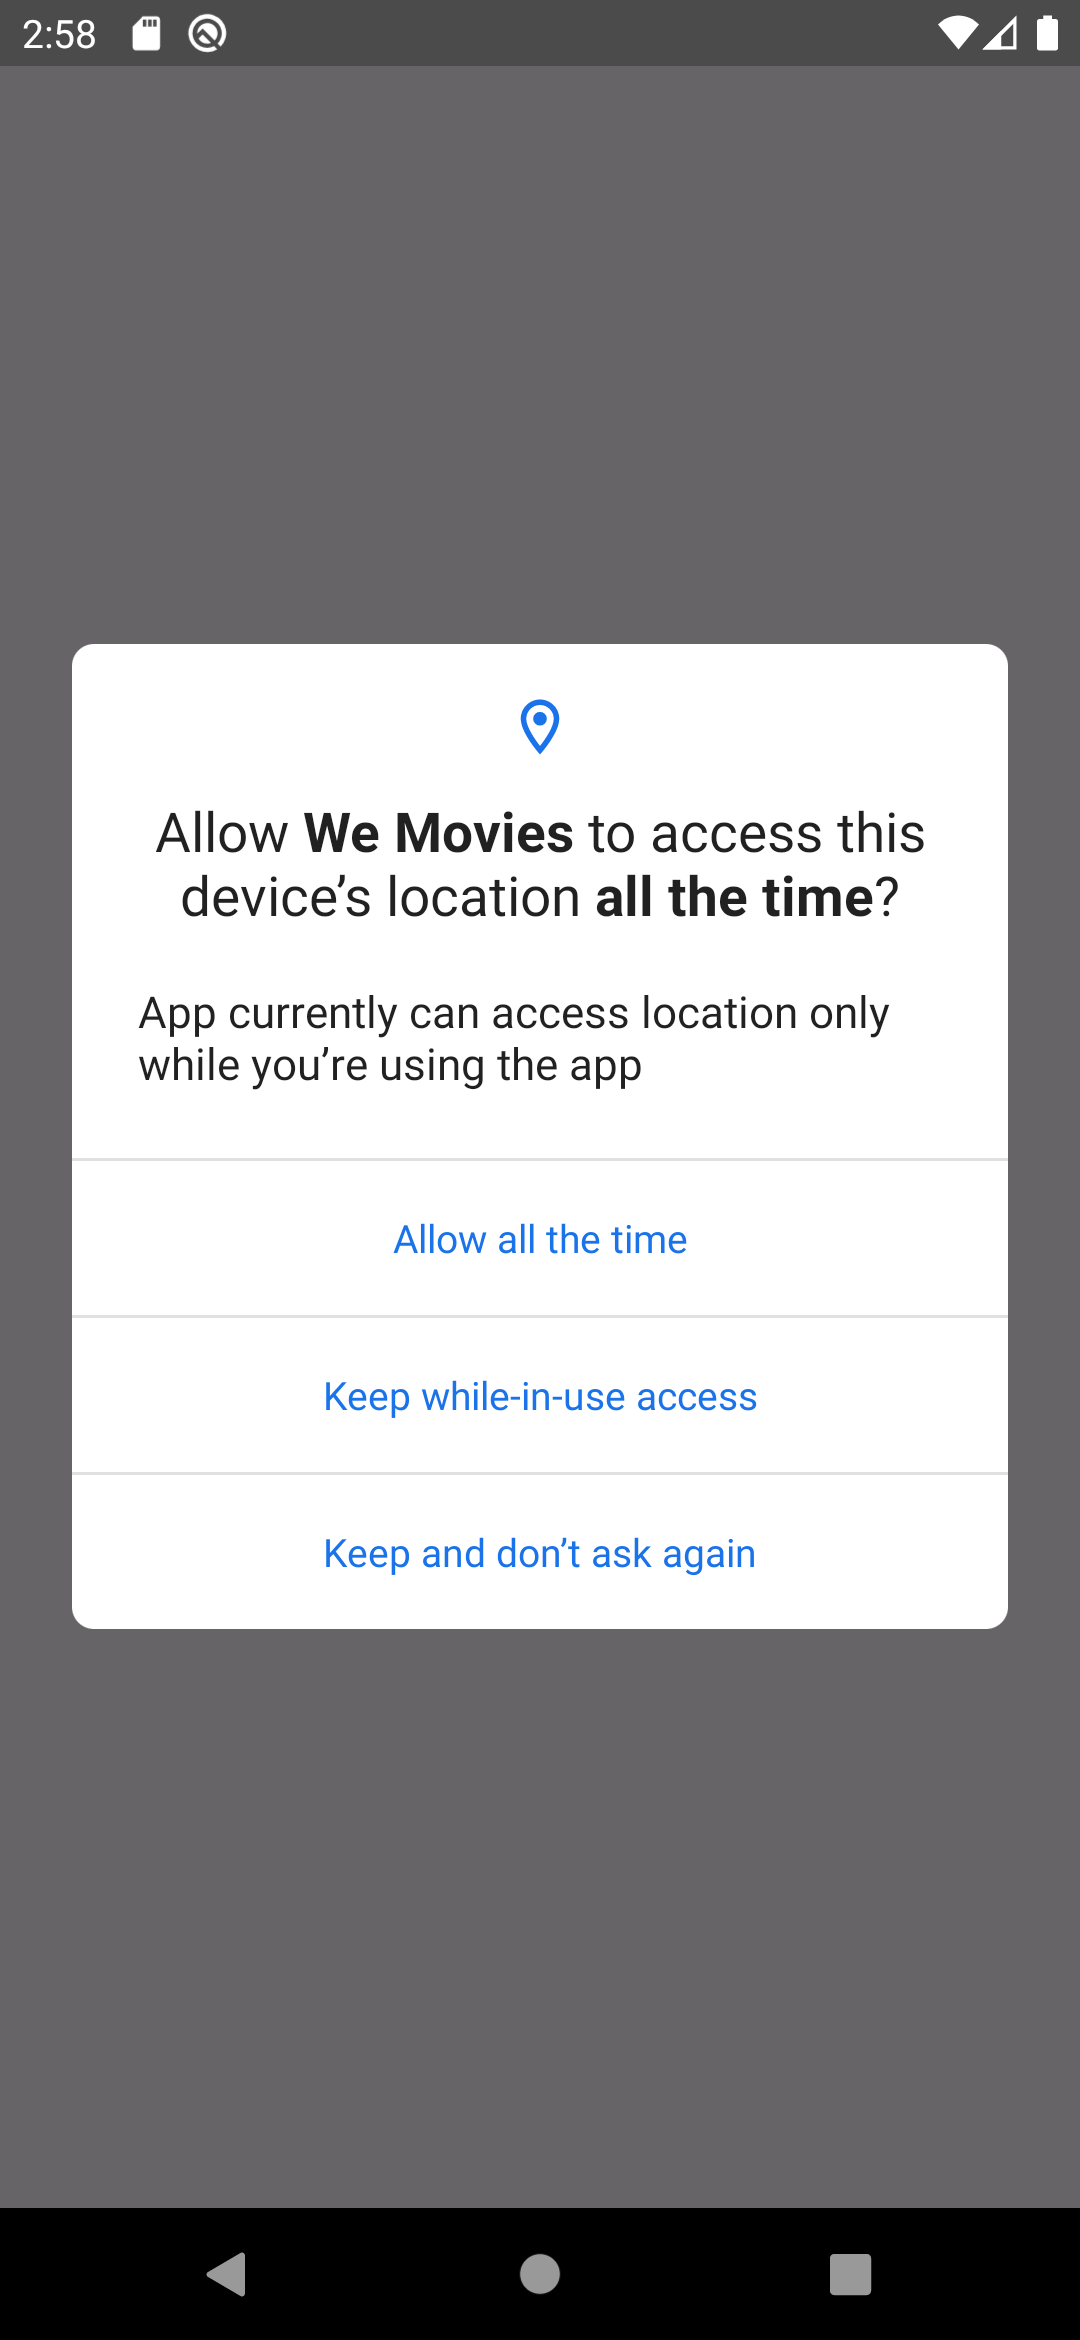 2:58
Allow We Movies to access this
device’s location all the time?
App currently can access location only
while you’re using the app
Allow all the time
Keep while-in-use access
Keep and don’t ask again